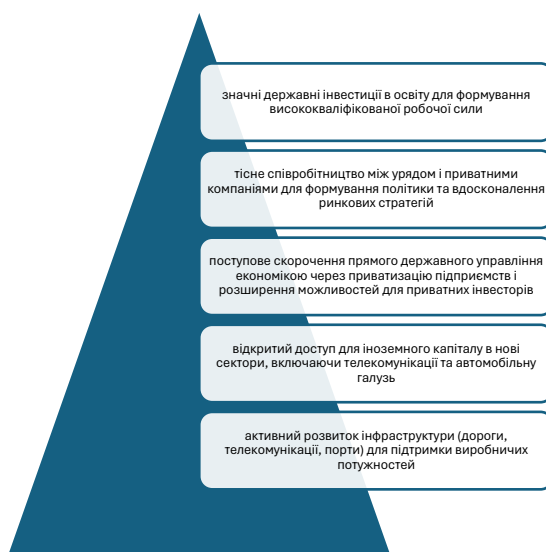 значні державні інвестиції в освіту для формування
висококваліфікованої робочої сили
тісне співробітництво між урядом і приватними
компаніями для формування політики та вдосконалення
ринкових стратегій
поступове скорочення прямого державного управління
економікою через приватизацію підприємств і
розширення можливостей для приватних інвесторів
відкритий доступ для іноземного капіталу в нові
сектори, включаючи телекомунікації та автомобільну
галузь
активний розвиток інфраструктури (дороги,
телекомунікації, порти) для підтримки виробничих
потужностей